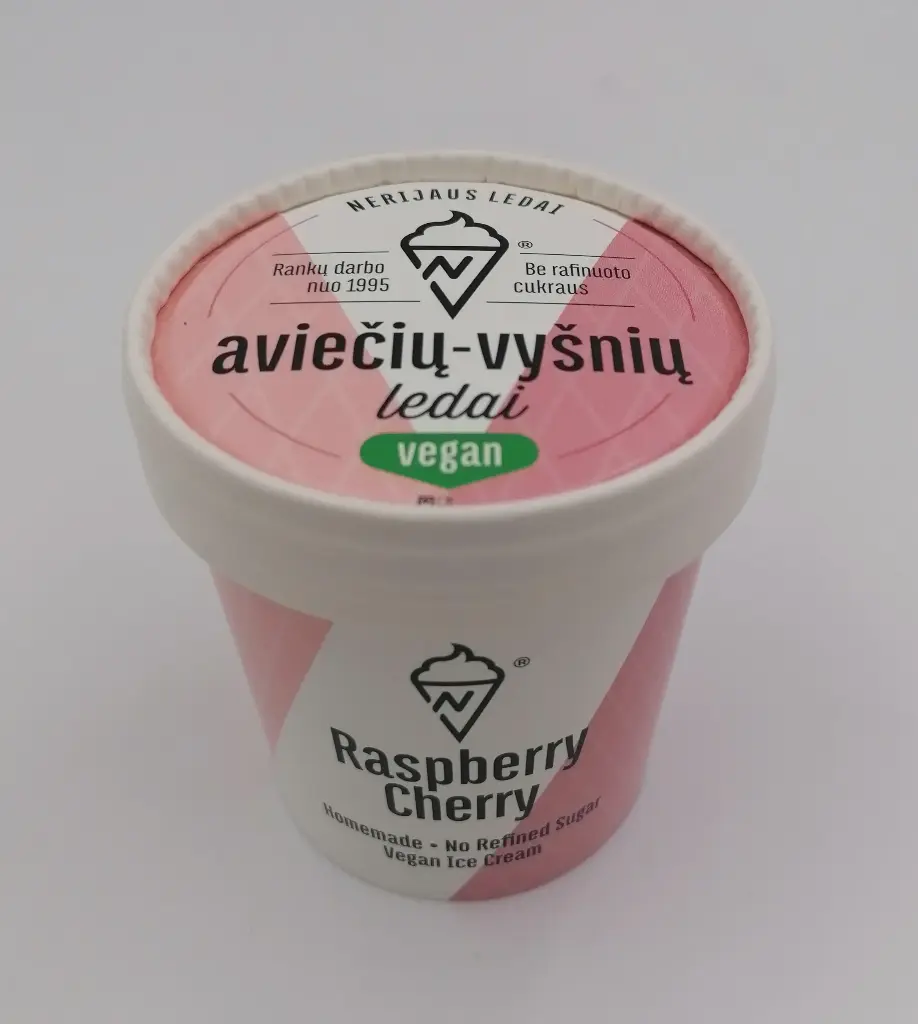 NERIJAUS LEDAI
®
Rankų darbo
nuo 1995
Be rafinuoto
cukraus
aviečių-vyšnių
ledai
vegan
®
Raspberry
Cherry
Homemade - No Refined Sugar
Vegan Ice Cream